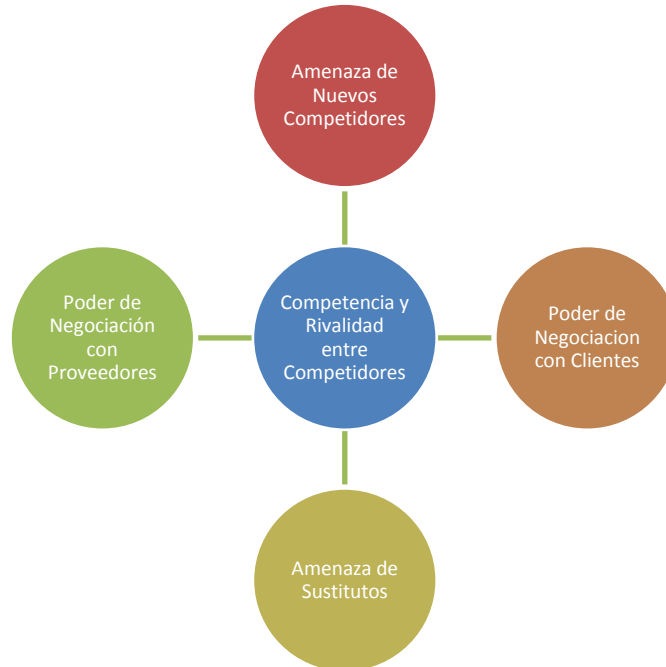 Amenaza de
Nuevos
Competidores
Poder de
Negociación
con
Proveedores
Competencia y
Rivalidad
entre
Competidores
Poder de
Negociacion
con Clientes
Amenaza de
Sustitutos